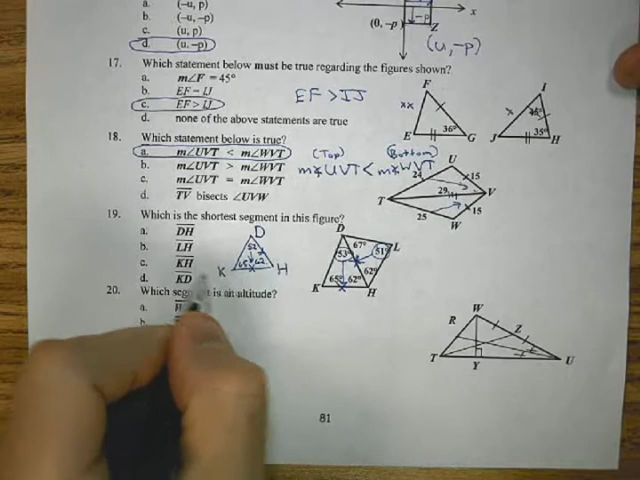 a. (-u, p)
b. (-u, -p)
c. (u, p)
d. (u, -p)
x
(0, -p)
-p
Z
(u, -p)
17. Which statement below must be true regarding the figures shown?
a. m∠F = 45°
b. EF = IJ
c. EF > IJ
d. none of the above statements are true
EF > IJ
F
xx
E
36°
G
I
x
J
35°
H
18. Which statement below is true?
a. m∠UVT < m∠WVT
b. m∠UVT > m∠WVT
c. m∠UVT = m∠WVT
d. TV bisects ∠UVW
(Top) (Bottom)
m∡UVT < m∡WVT
U
24
15
T
29
V
25
15
W
19. Which is the shortest segment in this figure?
a. DH
b. LH
c. KH
d. KD
D
65°
62
K
H
D
67°
L
53°
51°
65°
62°
62°
K
H
20. Which segment is an altitude?
a.
b.
W
R
Z
T
Y
U
81